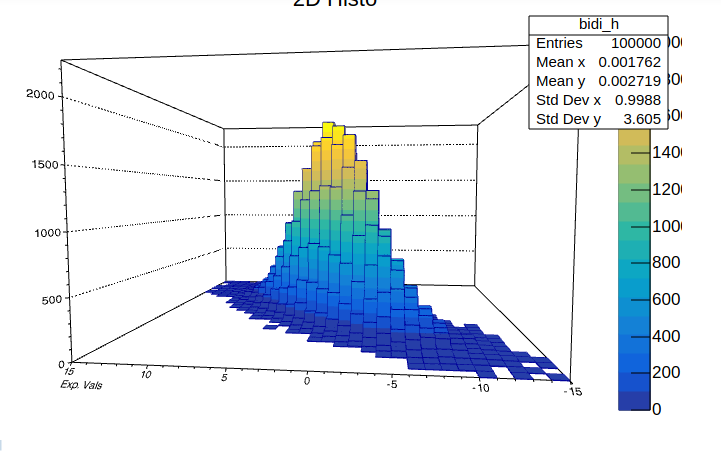 2D Histo
bidi_h
Entries 100000
Mean x 0.001762
Mean y 0.002719
Std Dev x 0.9988
Std Dev y 3.605
2000
1500
1000
500
0
15
10
5
0
-5
-10
-15
Exp. Vals
1200
800
600
400
200
0